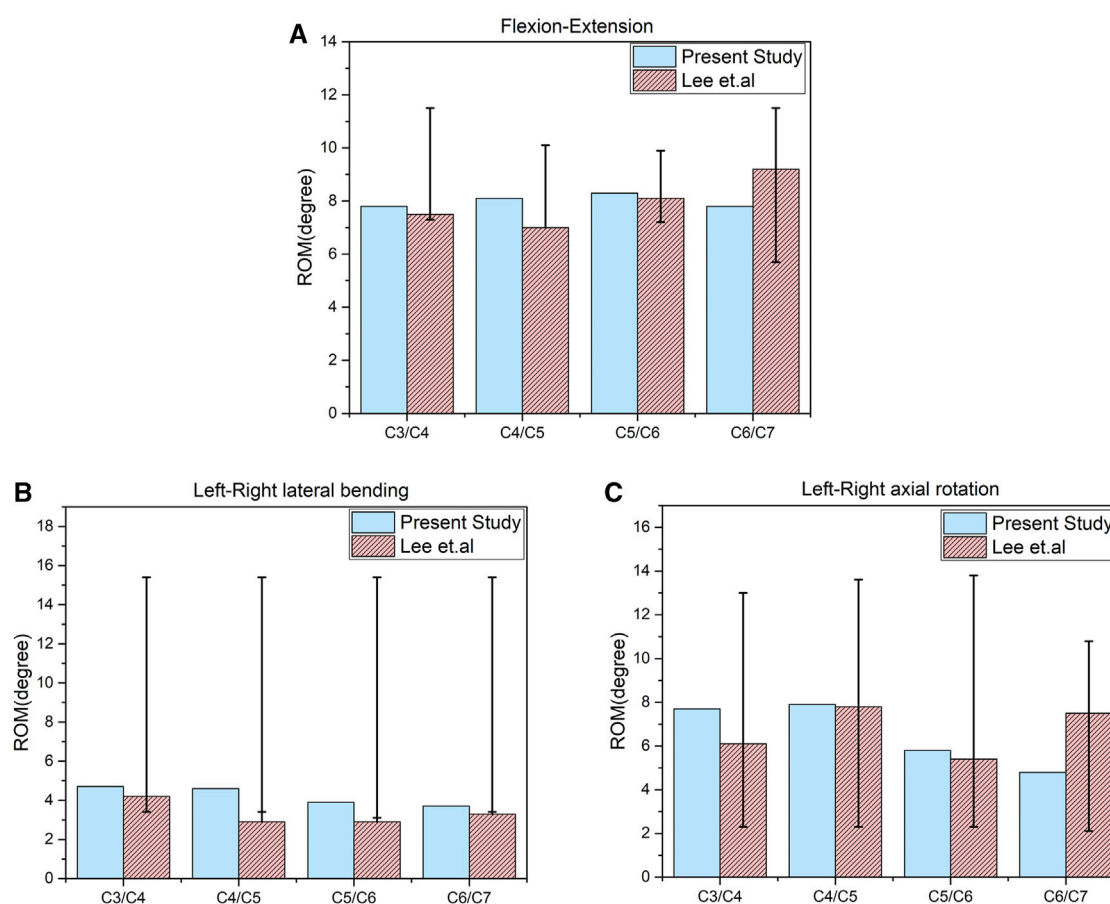 A
Flexion-Extension
Present Study
Lee et.al
ROM(degree)
14
12
10
8
6
4
2
0
C3/C4 C4/C5 C5/C6 C6/C7
B
Left-Right lateral bending
Present Study
Lee et.al
ROM(degree)
18
16
14
12
10
8
6
4
2
0
C3/C4 C4/C5 C5/C6 C6/C7
C
Left-Right axial rotation
Present Study
Lee et.al
ROM(degree)
16
14
12
10
8
6
4
2
0
C3/C4 C4/C5 C5/C6 C6/C7